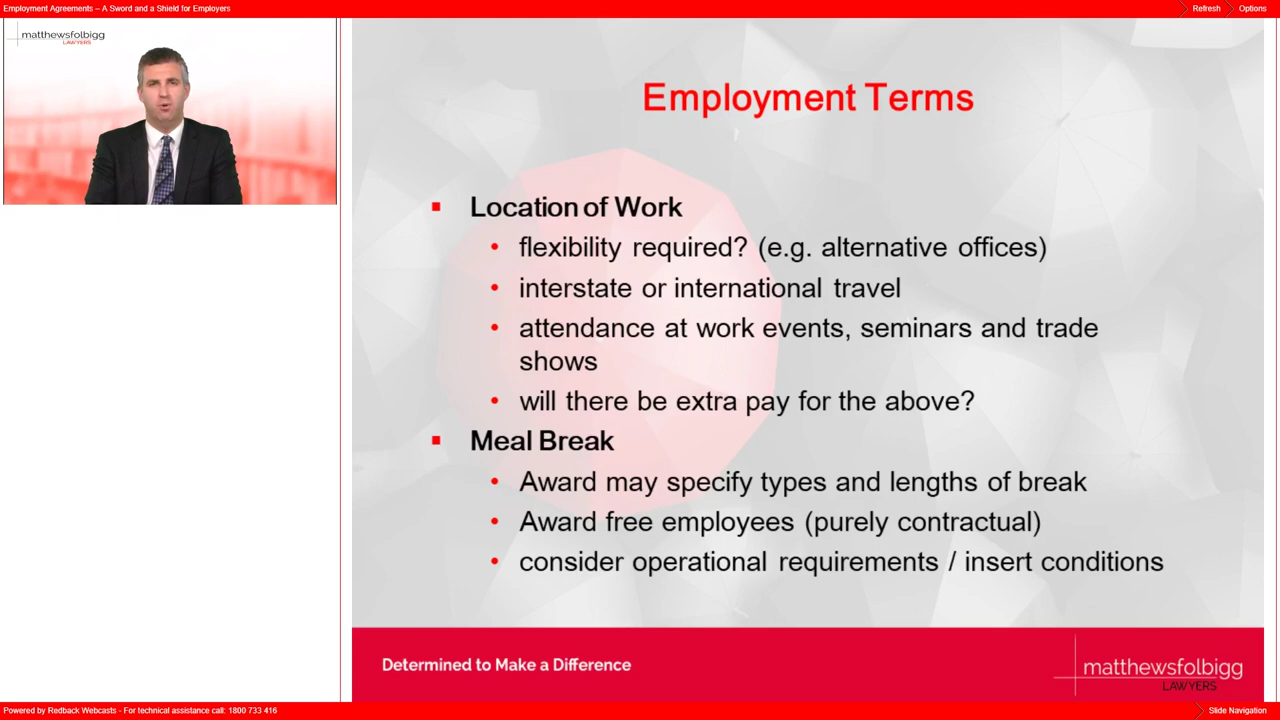 Employment Agreements – A Sword and a Shield for Employers
Refresh
Options
matthewsfolbigg
LAWYERS
Employment Terms
Location of Work
flexibility required? (e.g. alternative offices)
interstate or international travel
attendance at work events, seminars and trade
shows
will there be extra pay for the above?
Meal Break
Award may specify types and lengths of break
Award free employees (purely contractual)
consider operational requirements / insert conditions
Determined to Make a Difference
matthewsfolbigg
LAWYERS
Powered by Redback Webcasts - For technical assistance call: 1800 733 416
Slide Navigation